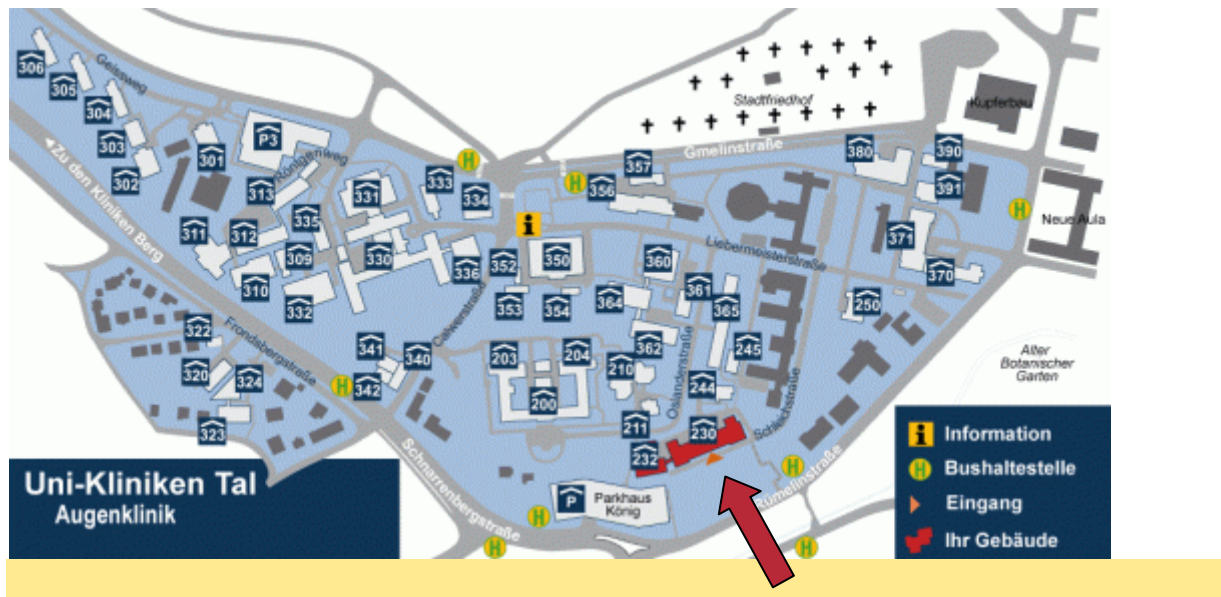 306
305
304
303
302
Geissweg
301
P3
Röntgenweg
313
335
331
333
334
311
312
309
310
332
330
336
Zu den Kliniken Berg
Frondsbergstraße
322
320
324
323
341
340
342
Calwerstraße
Schnarrenbergstraße
i
352
353
350
354
356
357
360
364
361
365
362
Liebermeisterstraße
Gmelinstraße
Stadtfriedhof
380
390
391
371
370
250
Kupferbau
Neue Aula
Alter
Botanischer
Garten
203
204
200
210
211
245
244
Osianderstraße
Schleichstraße
230
232
Rümelinstraße
P
Parkhaus
König
H
H
H
H
H
H
H
H
Uni-Kliniken Tal
Augenklinik
i Information
H Bushaltestelle
Eingang
Ihr Gebäude